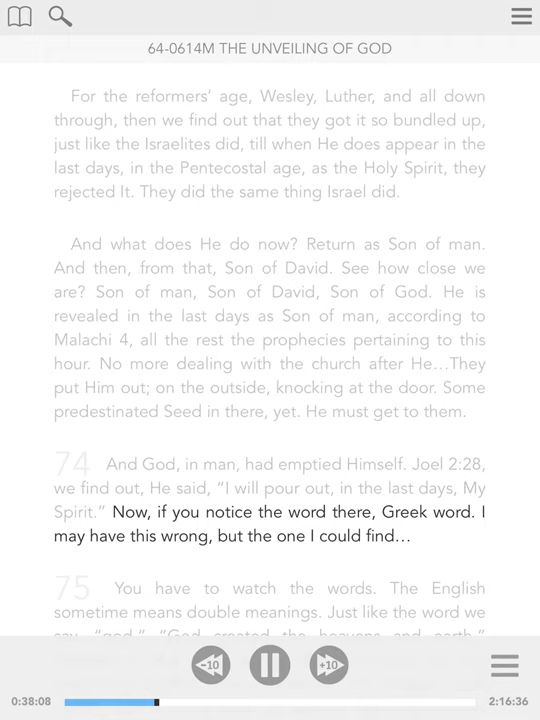 64-0614M THE UNVEILING OF GOD
For the reformers’ age, Wesley, Luther, and all down
through, then we find out that they got it so bundled up,
just like the Israelites did, till when He does appear in the
last days, in the Pentecostal age, as the Holy Spirit, they
rejected It. They did the same thing Israel did.
And what does He do now? Return as Son of man.
And then, from that, Son of David. See how close we
are? Son of man, Son of David, Son of God. He is
revealed in the last days as Son of man, according to
Malachi 4, all the rest the prophecies pertaining to this
hour. No more dealing with the church after He…They
put Him out; on the outside, knocking at the door. Some
predestinated Seed in there, yet. He must get to them.
74 And God, in man, had emptied Himself. Joel 2:28,
we find out, He said, “I will pour out, in the last days, My
Spirit.” Now, if you notice the word there, Greek word. I
may have this wrong, but the one I could find…
75 You have to watch the words. The English
sometime means double meanings. Just like the word we
say, “god.” “God created the heavens and earth.”
-10
+10
0:38:08
2:16:36